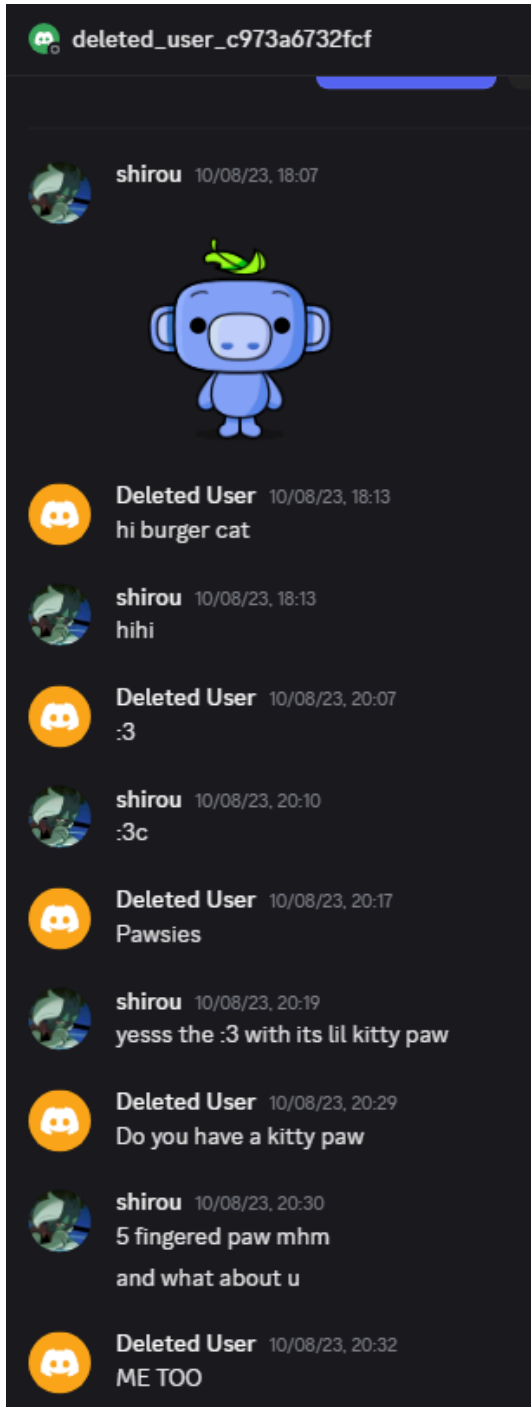 deleted_user_c973a6732fcf
shirou 10/08/23, 18:07
Deleted User 10/08/23, 18:13
hi burger cat
shirou 10/08/23, 18:13
hihi
Deleted User 10/08/23, 20:07
:3
shirou 10/08/23, 20:10
:3c
Deleted User 10/08/23, 20:17
Pawsies
shirou 10/08/23, 20:19
yesss the :3 with its lil kitty paw
Deleted User 10/08/23, 20:29
Do you have a kitty paw
shirou 10/08/23, 20:30
5 fingered paw mhm
and what about u
Deleted User 10/08/23, 20:32
ME TOO